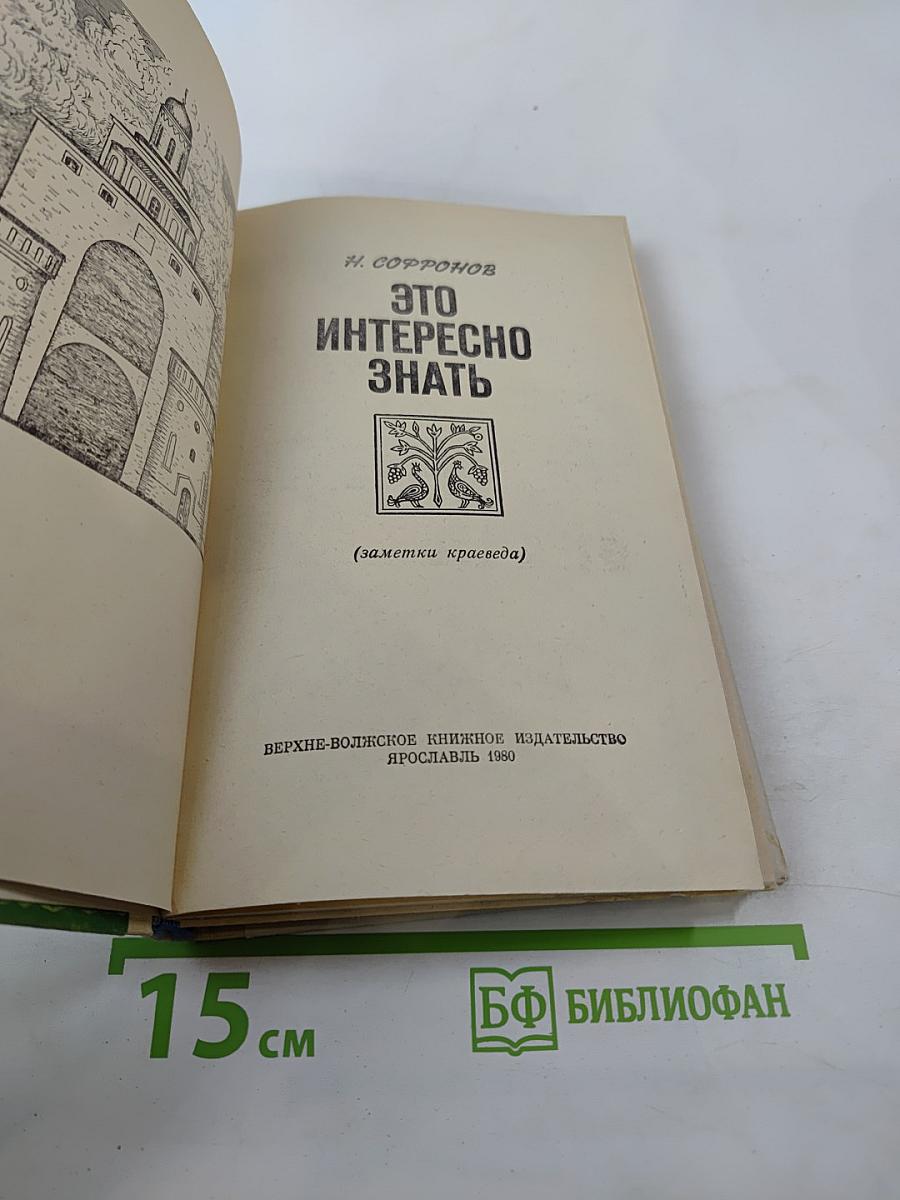 Н. СОФРОНОВ
ЭТО
ИНТЕРЕСНО
ЗНАТЬ
(заметки краеведа)
ВЕРХНЕ-ВОЛЖСКОЕ КНИЖНОЕ ИЗДАТЕЛЬСТВО
ЯРОСЛАВЛЬ 1980
15 см
БФ БИБЛИОФАН